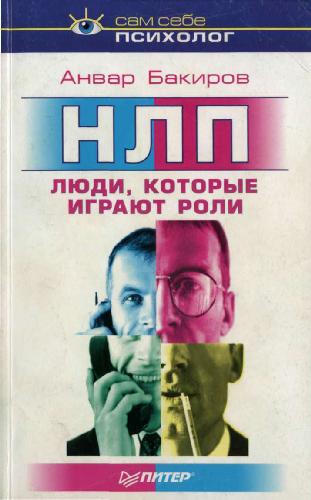 сам себе
ПСИХОЛОГ
Анвар Бакиров
НЛП
ЛЮДИ, КОТОРЫЕ
ИГРАЮТ РОЛИ
ПИТЕР